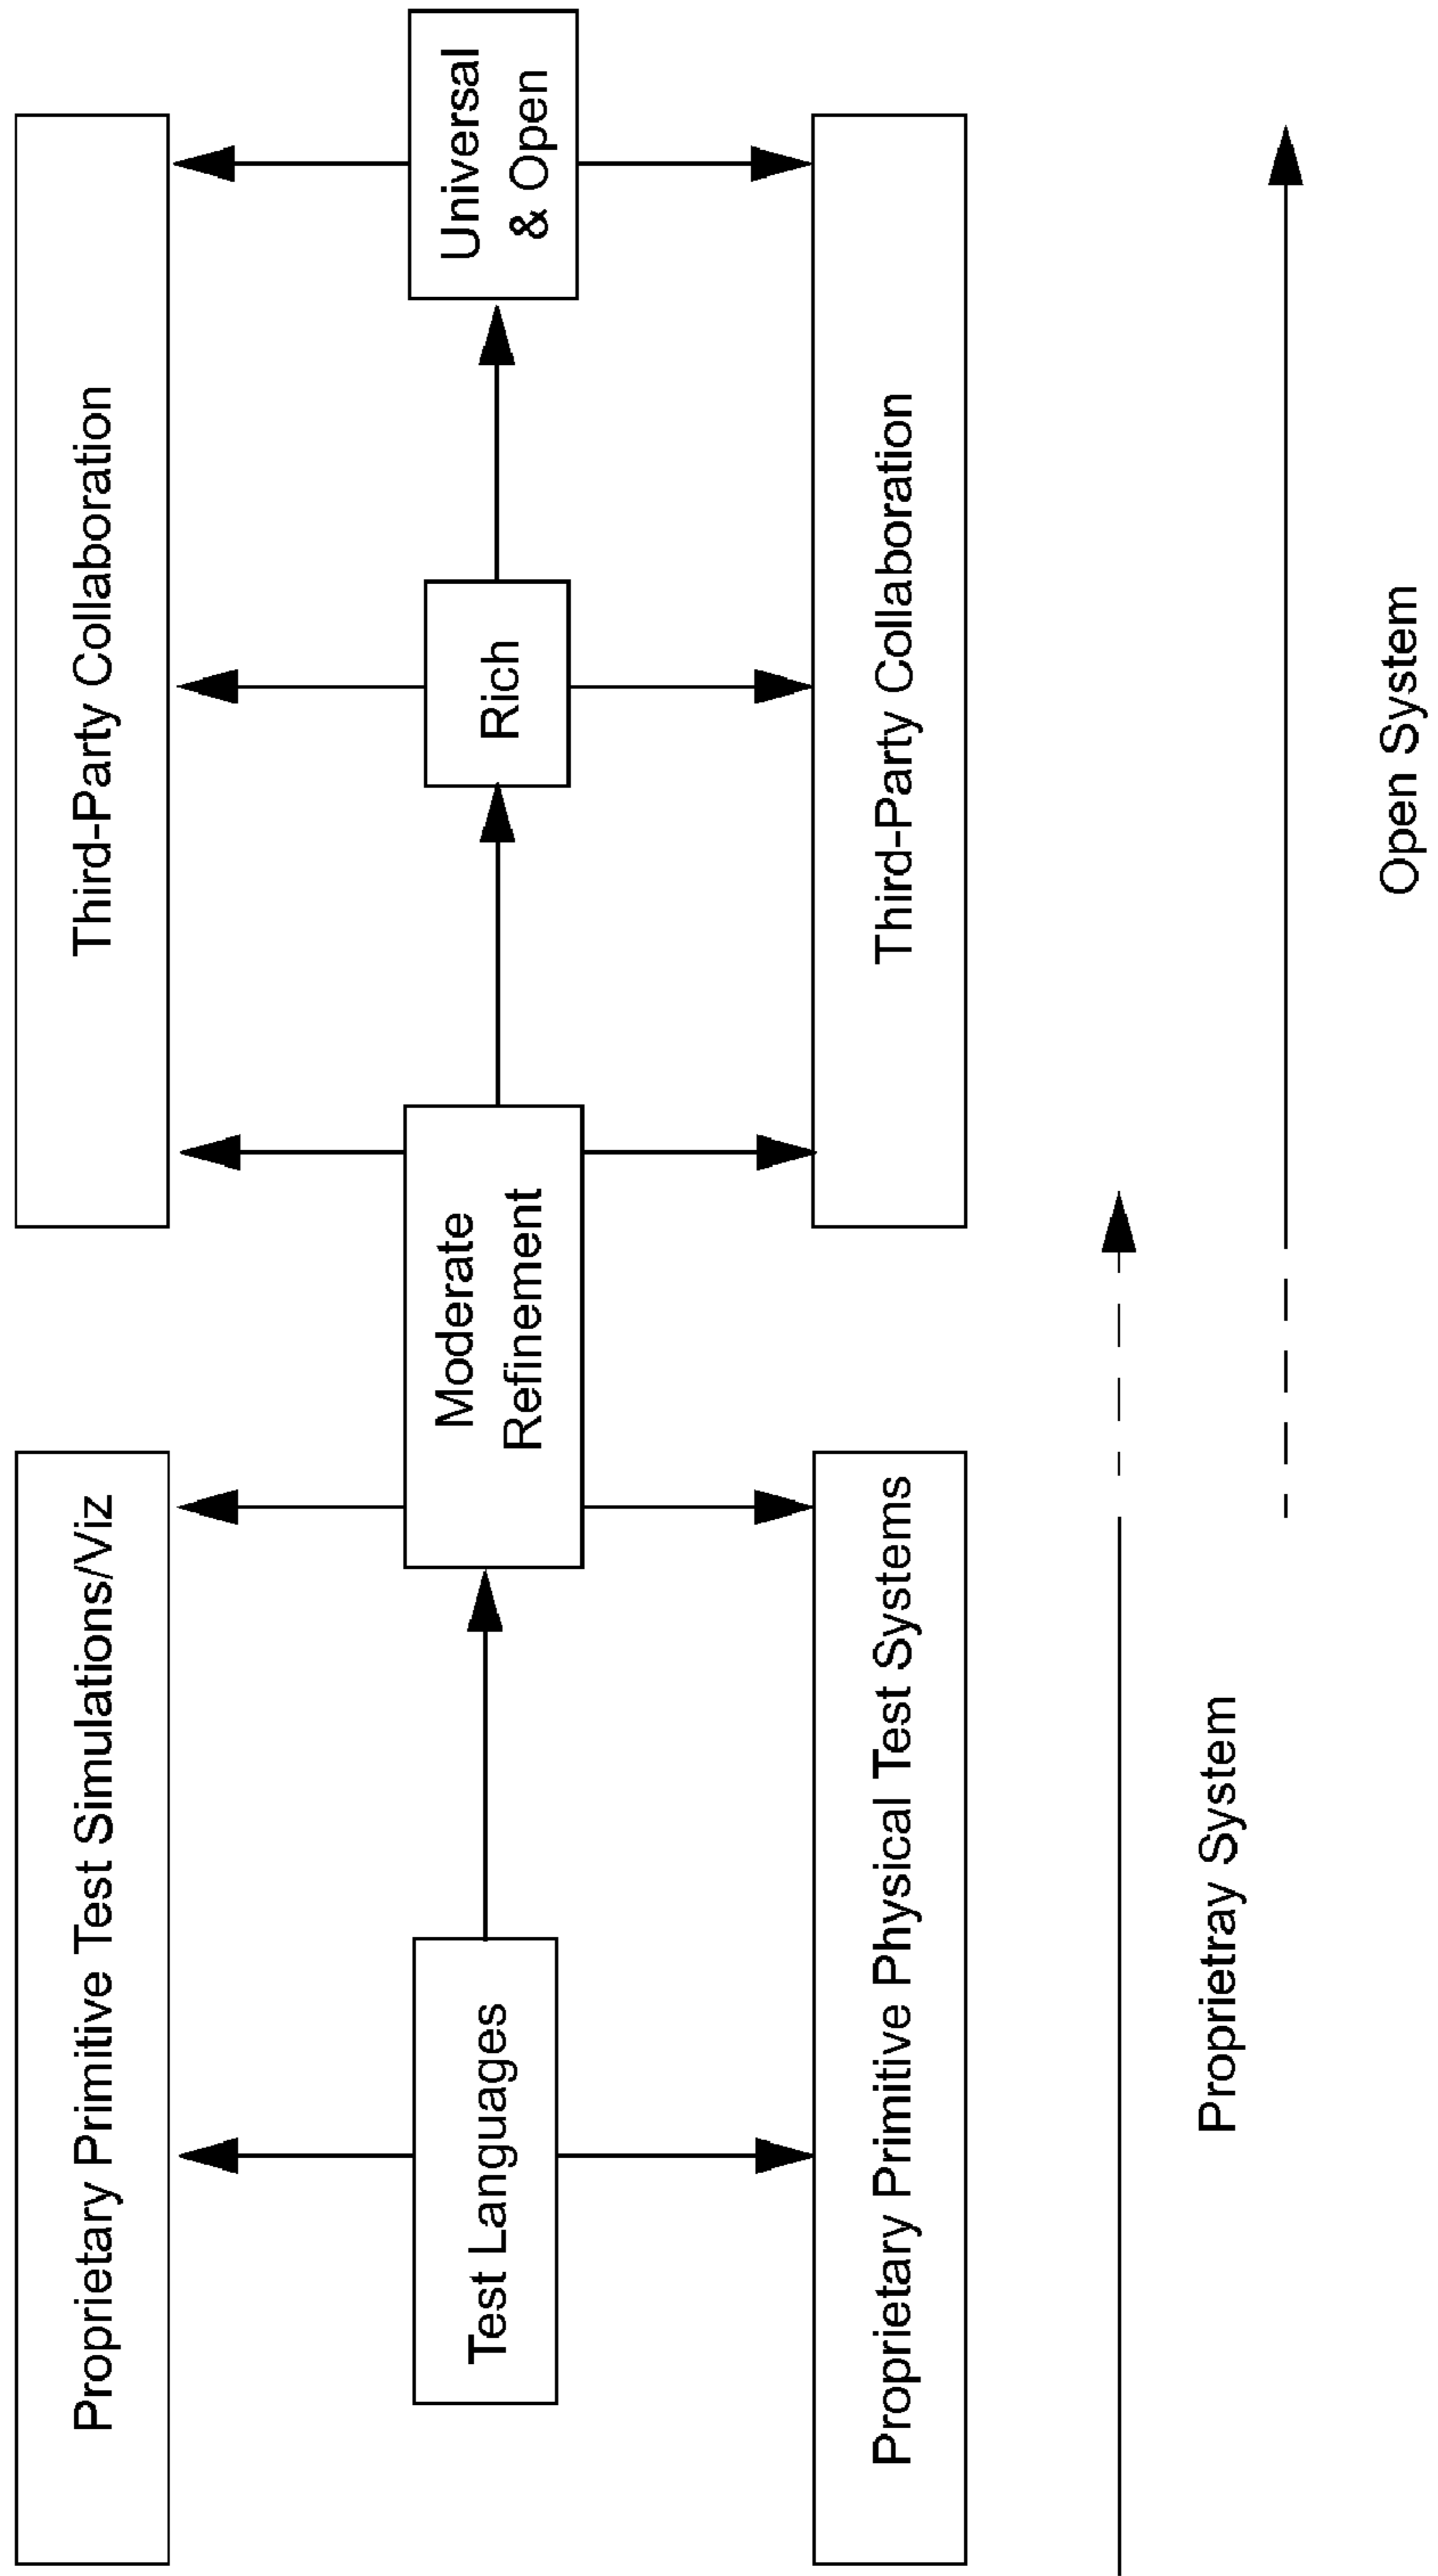 Proprietary Primitive Test Simulations/Viz
Third-Party Collaboration
Test Languages
Moderate
Refinement
Rich
Universal
& Open
Proprietary Primitive Physical Test Systems
Third-Party Collaboration
Proprietray System
Open System